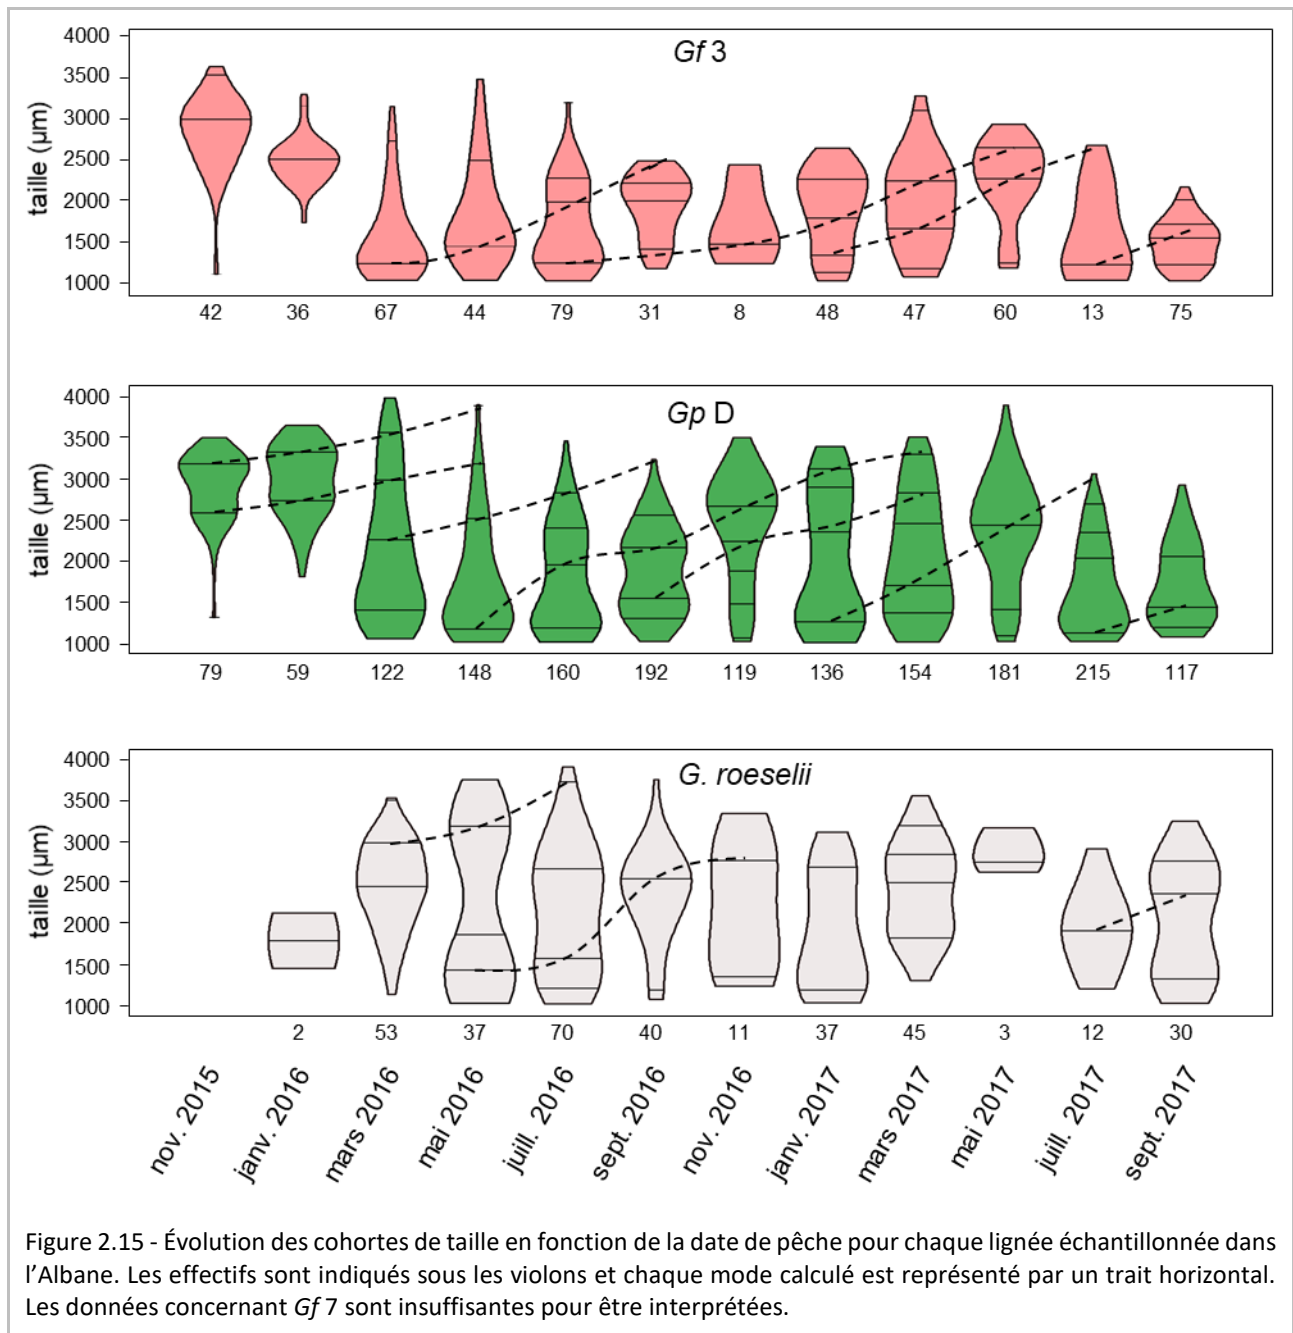 Gf 3
taille (µm)
4000
3500
3000
2500
2000
1500
1000
42 36 67 44 79 31 8 48 47 60 13 75
Gp D
taille (µm)
4000
3500
3000
2500
2000
1500
1000
79 59 122 148 160 192 119 136 154 181 215 117
G. roeselii
taille (µm)
4000
3500
3000
2500
2000
1500
1000
2 53 37 70 40 11 37 45 3 12 30
nov. 2015 janv. 2016 mars 2016 mai 2016 juill. 2016 sept. 2016 nov. 2016 janv. 2017 mars 2017 mai 2017 juill. 2017 sept. 2017
Figure 2.15 - Évolution des cohortes de taille en fonction de la date de pêche pour chaque lignée échantillonnée dans
l’Albane. Les effectifs sont indiqués sous les violons et chaque mode calculé est représenté par un trait horizontal.
Les données concernant Gf 7 sont insuffisantes pour être interprétées.